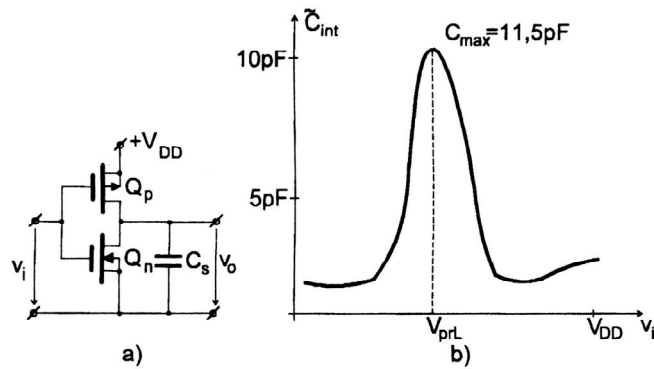 +V_DD
Q_p
Q_n
C_s
v_i
v_o
a)
C̃_int
C_max=11,5pF
10pF
5pF
V_prL
V_DD
v_i
b)